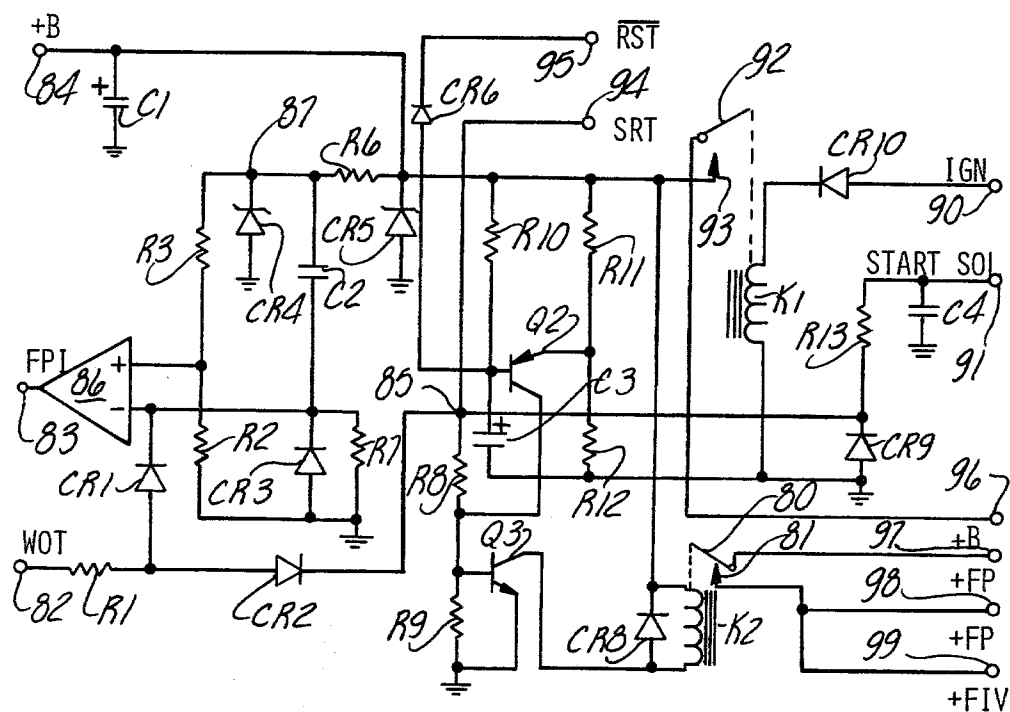 +B
84
+
C1
87
R6
CR6
95
RST
94
SRT
92
CR10
IGN
90
93
R3
CR4
C2
CR5
R10
R11
START SOL
K1
C4
R13
91
Q2
FPI
86
+
-
83
85
C3
+
CR1
R2
CR3
R7
R8
R12
CR9
96
80
81
97
+B
WOT
82
R1
CR2
Q3
R9
CR8
K2
98
+FP
+FP
99
+FIV